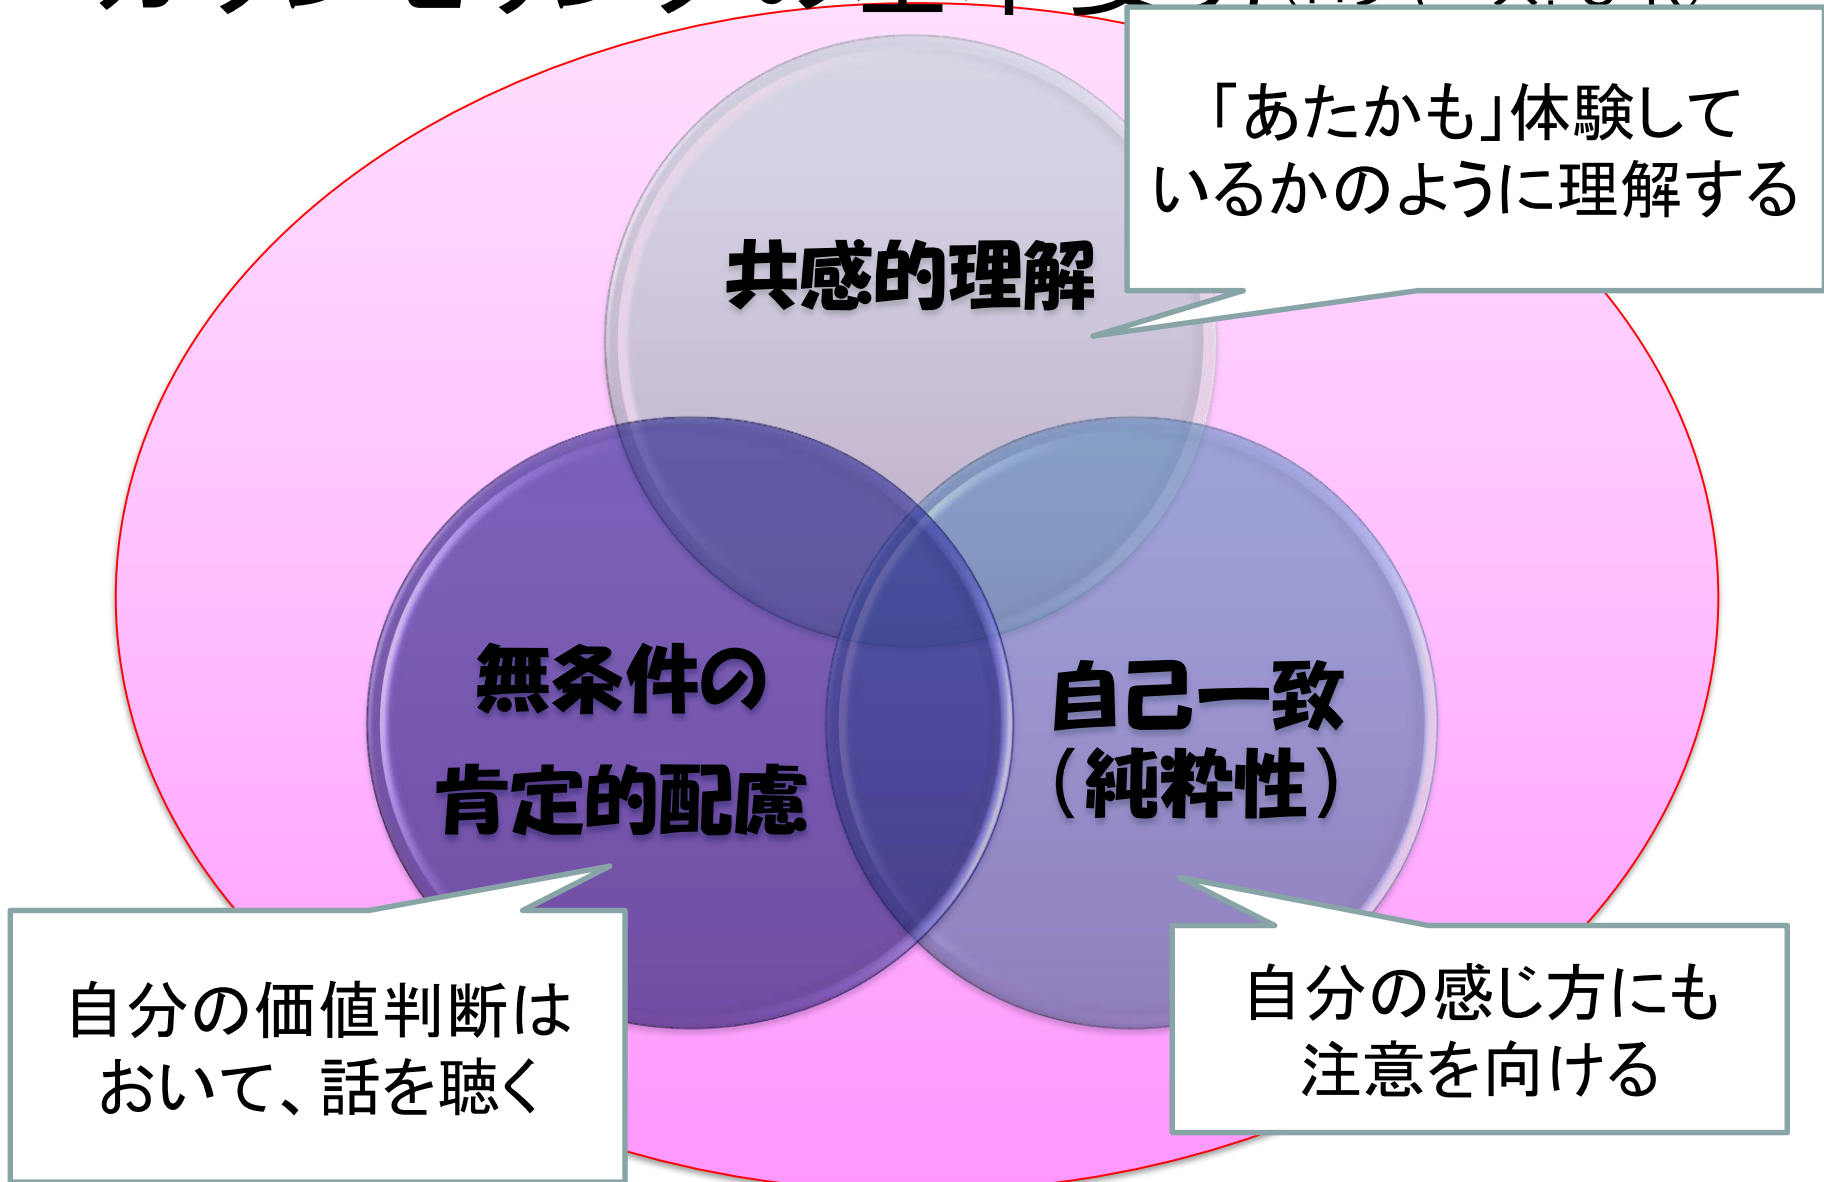 「あたかも」体験して
いるかのように理解する
共感的理解
無条件の
肯定的配慮
自己一致
（純粋性）
自分の価値判断は
おいて、話を聴く
自分の感じ方にも
注意を向ける